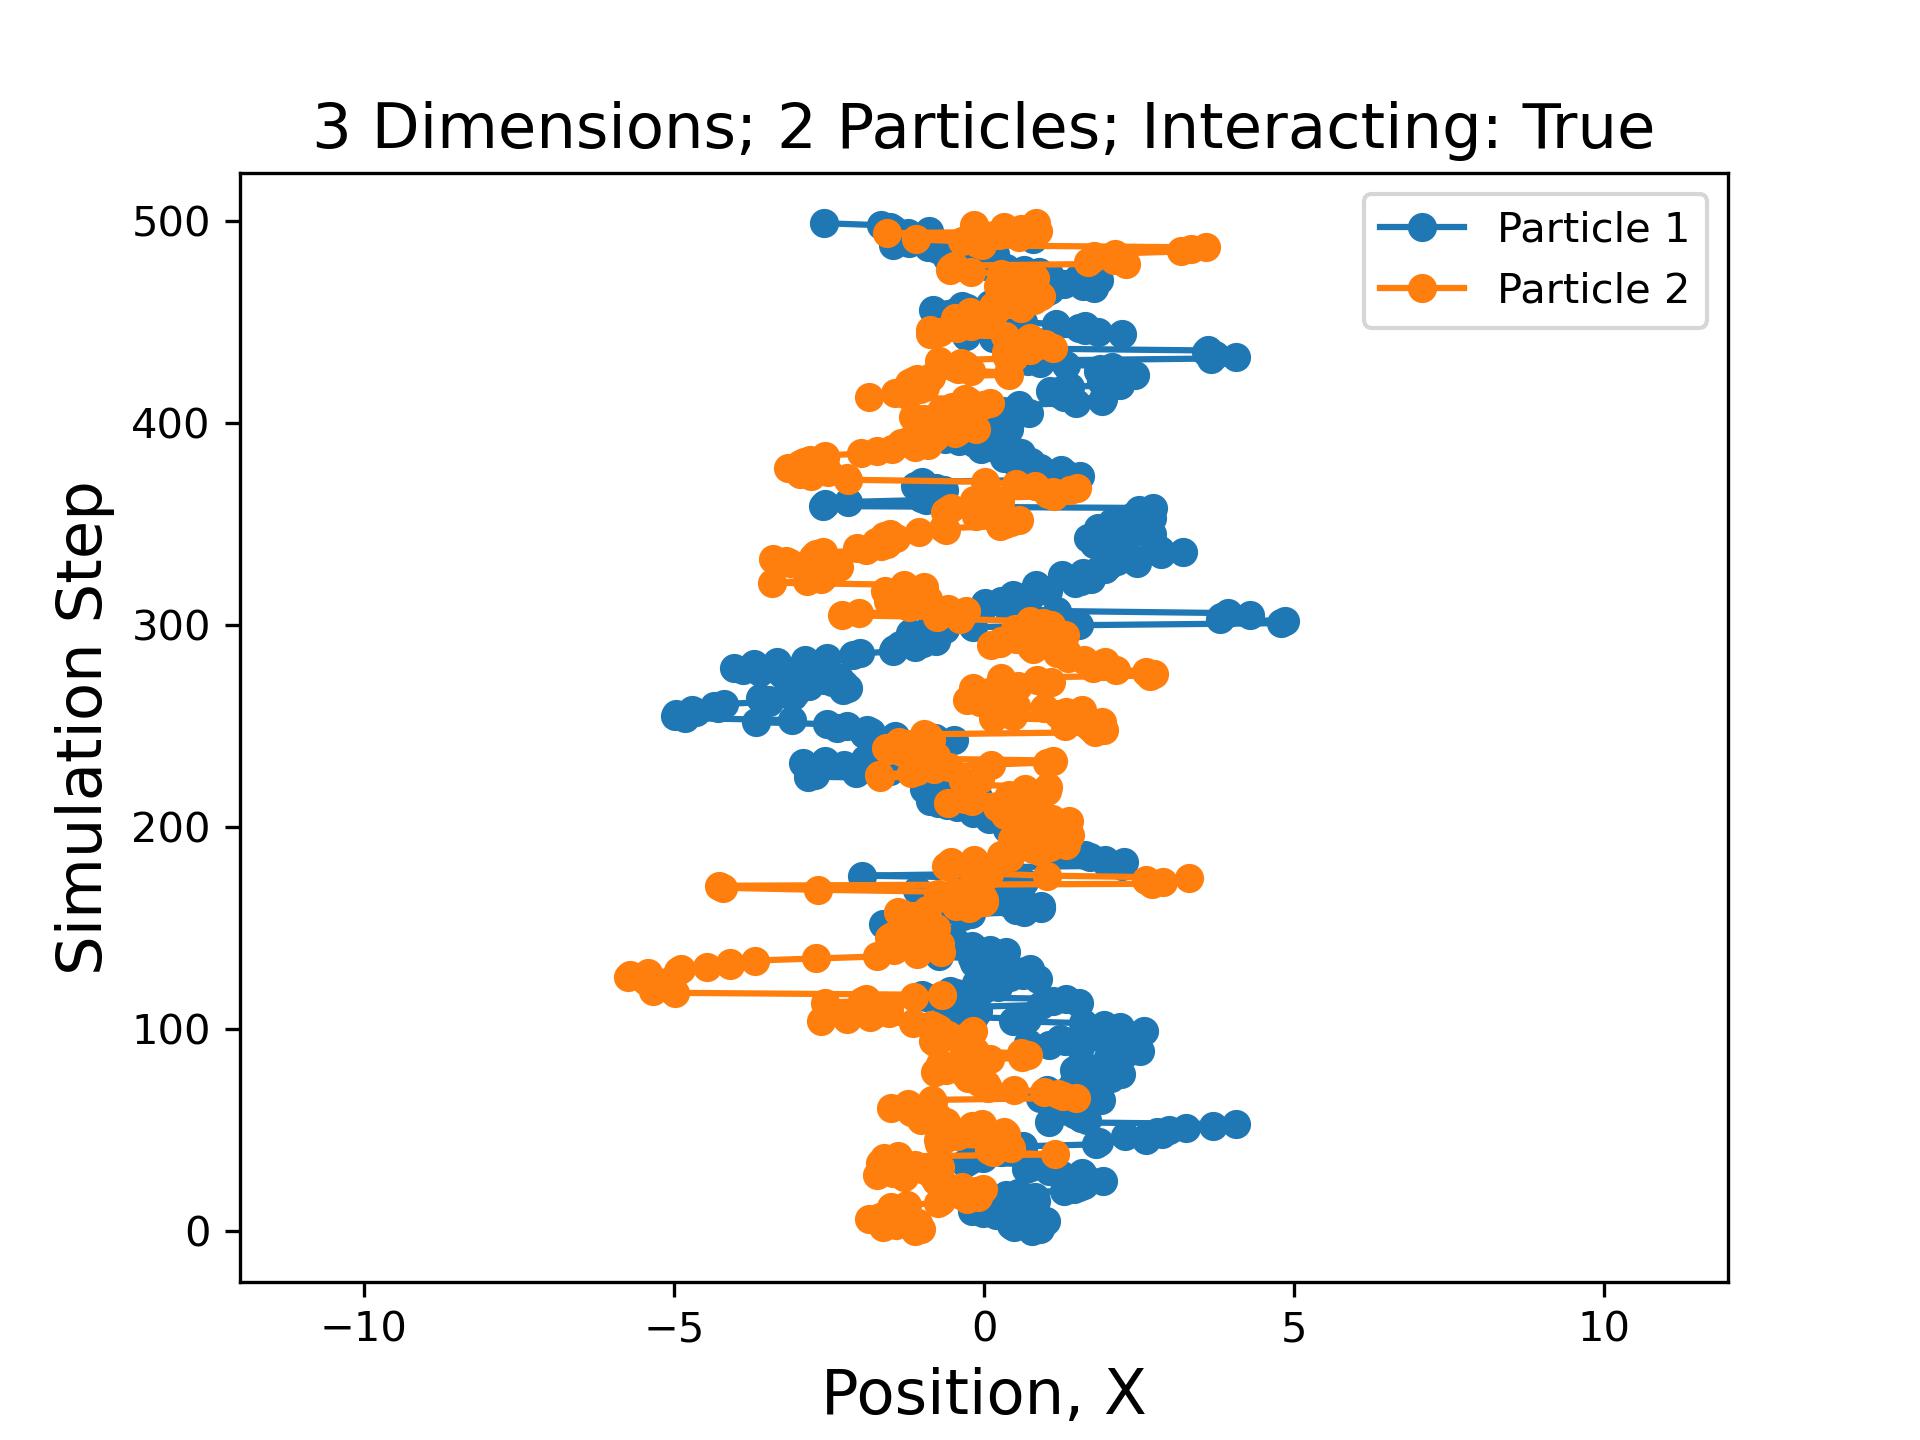 3 Dimensions; 2 Particles; Interacting: True
Particle 1
Particle 2
Simulation Step
500
400
300
200
100
0
−10
−5
0
5
10
Position, X